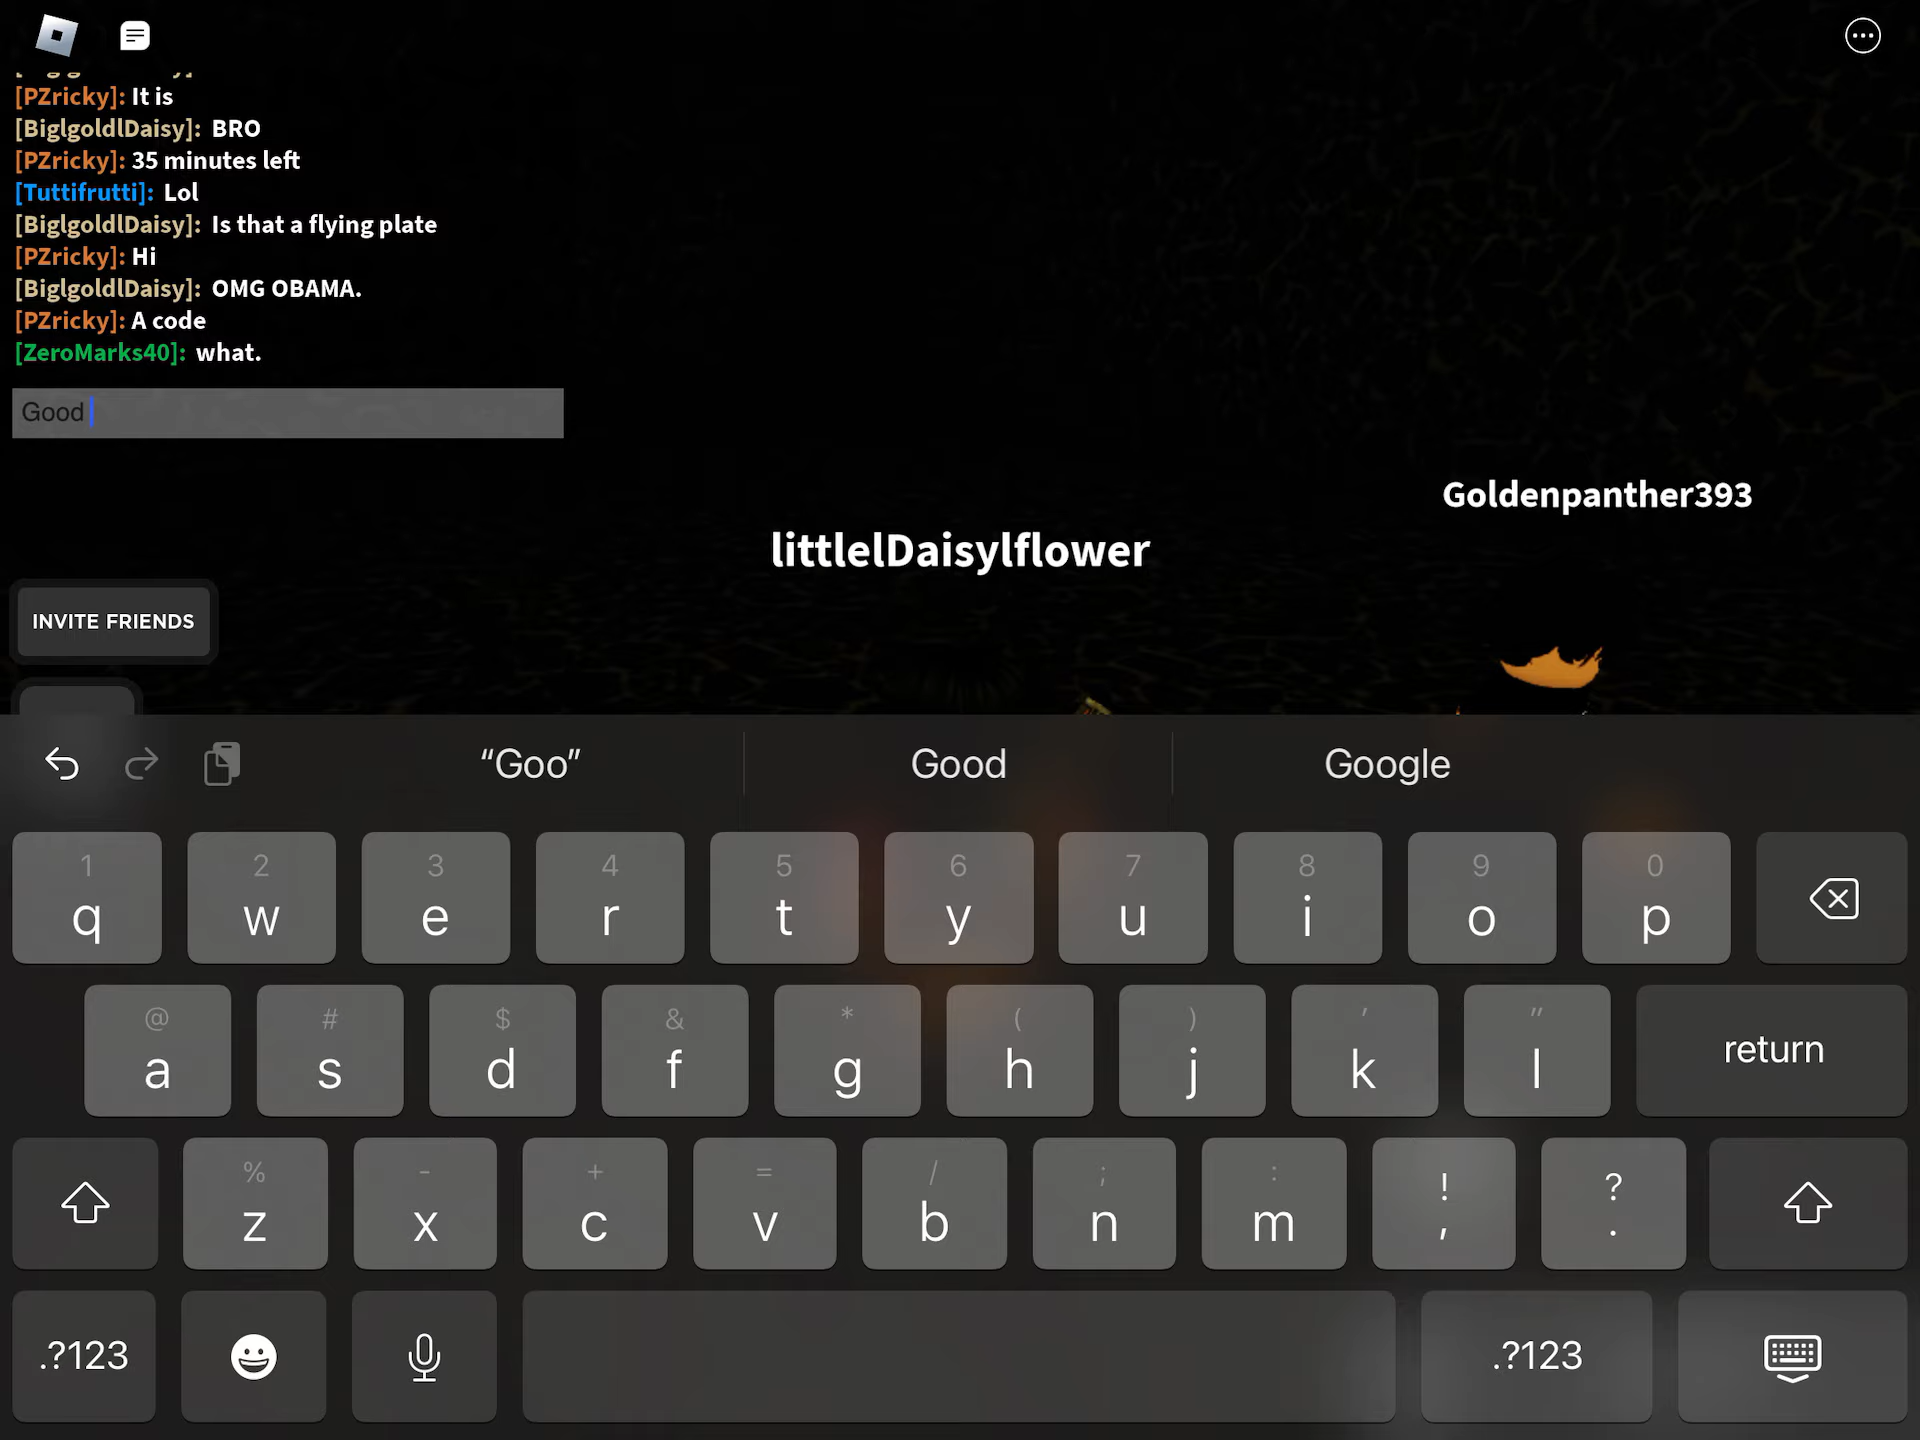 [PZricky]: It is
[BiglgoldlDaisy]: BRO
[PZricky]: 35 minutes left
[Tuttifrutti]: Lol
[BiglgoldlDaisy]: Is that a flying plate
[PZricky]: Hi
[BiglgoldlDaisy]: OMG OBAMA.
[PZricky]: A code
[ZeroMarks40]: what.
Good
Goldenpanther393
littlelDaisylflower
INVITE FRIENDS
“Goo” Good Google
1 2 3 4 5 6 7 8 9 0
q w e r t y u i o p
@ # $ & * ( ) ' "
a s d f g h j k l return
% - + = / ; : ! ?
z x c v b n m , .
.?123 .?123